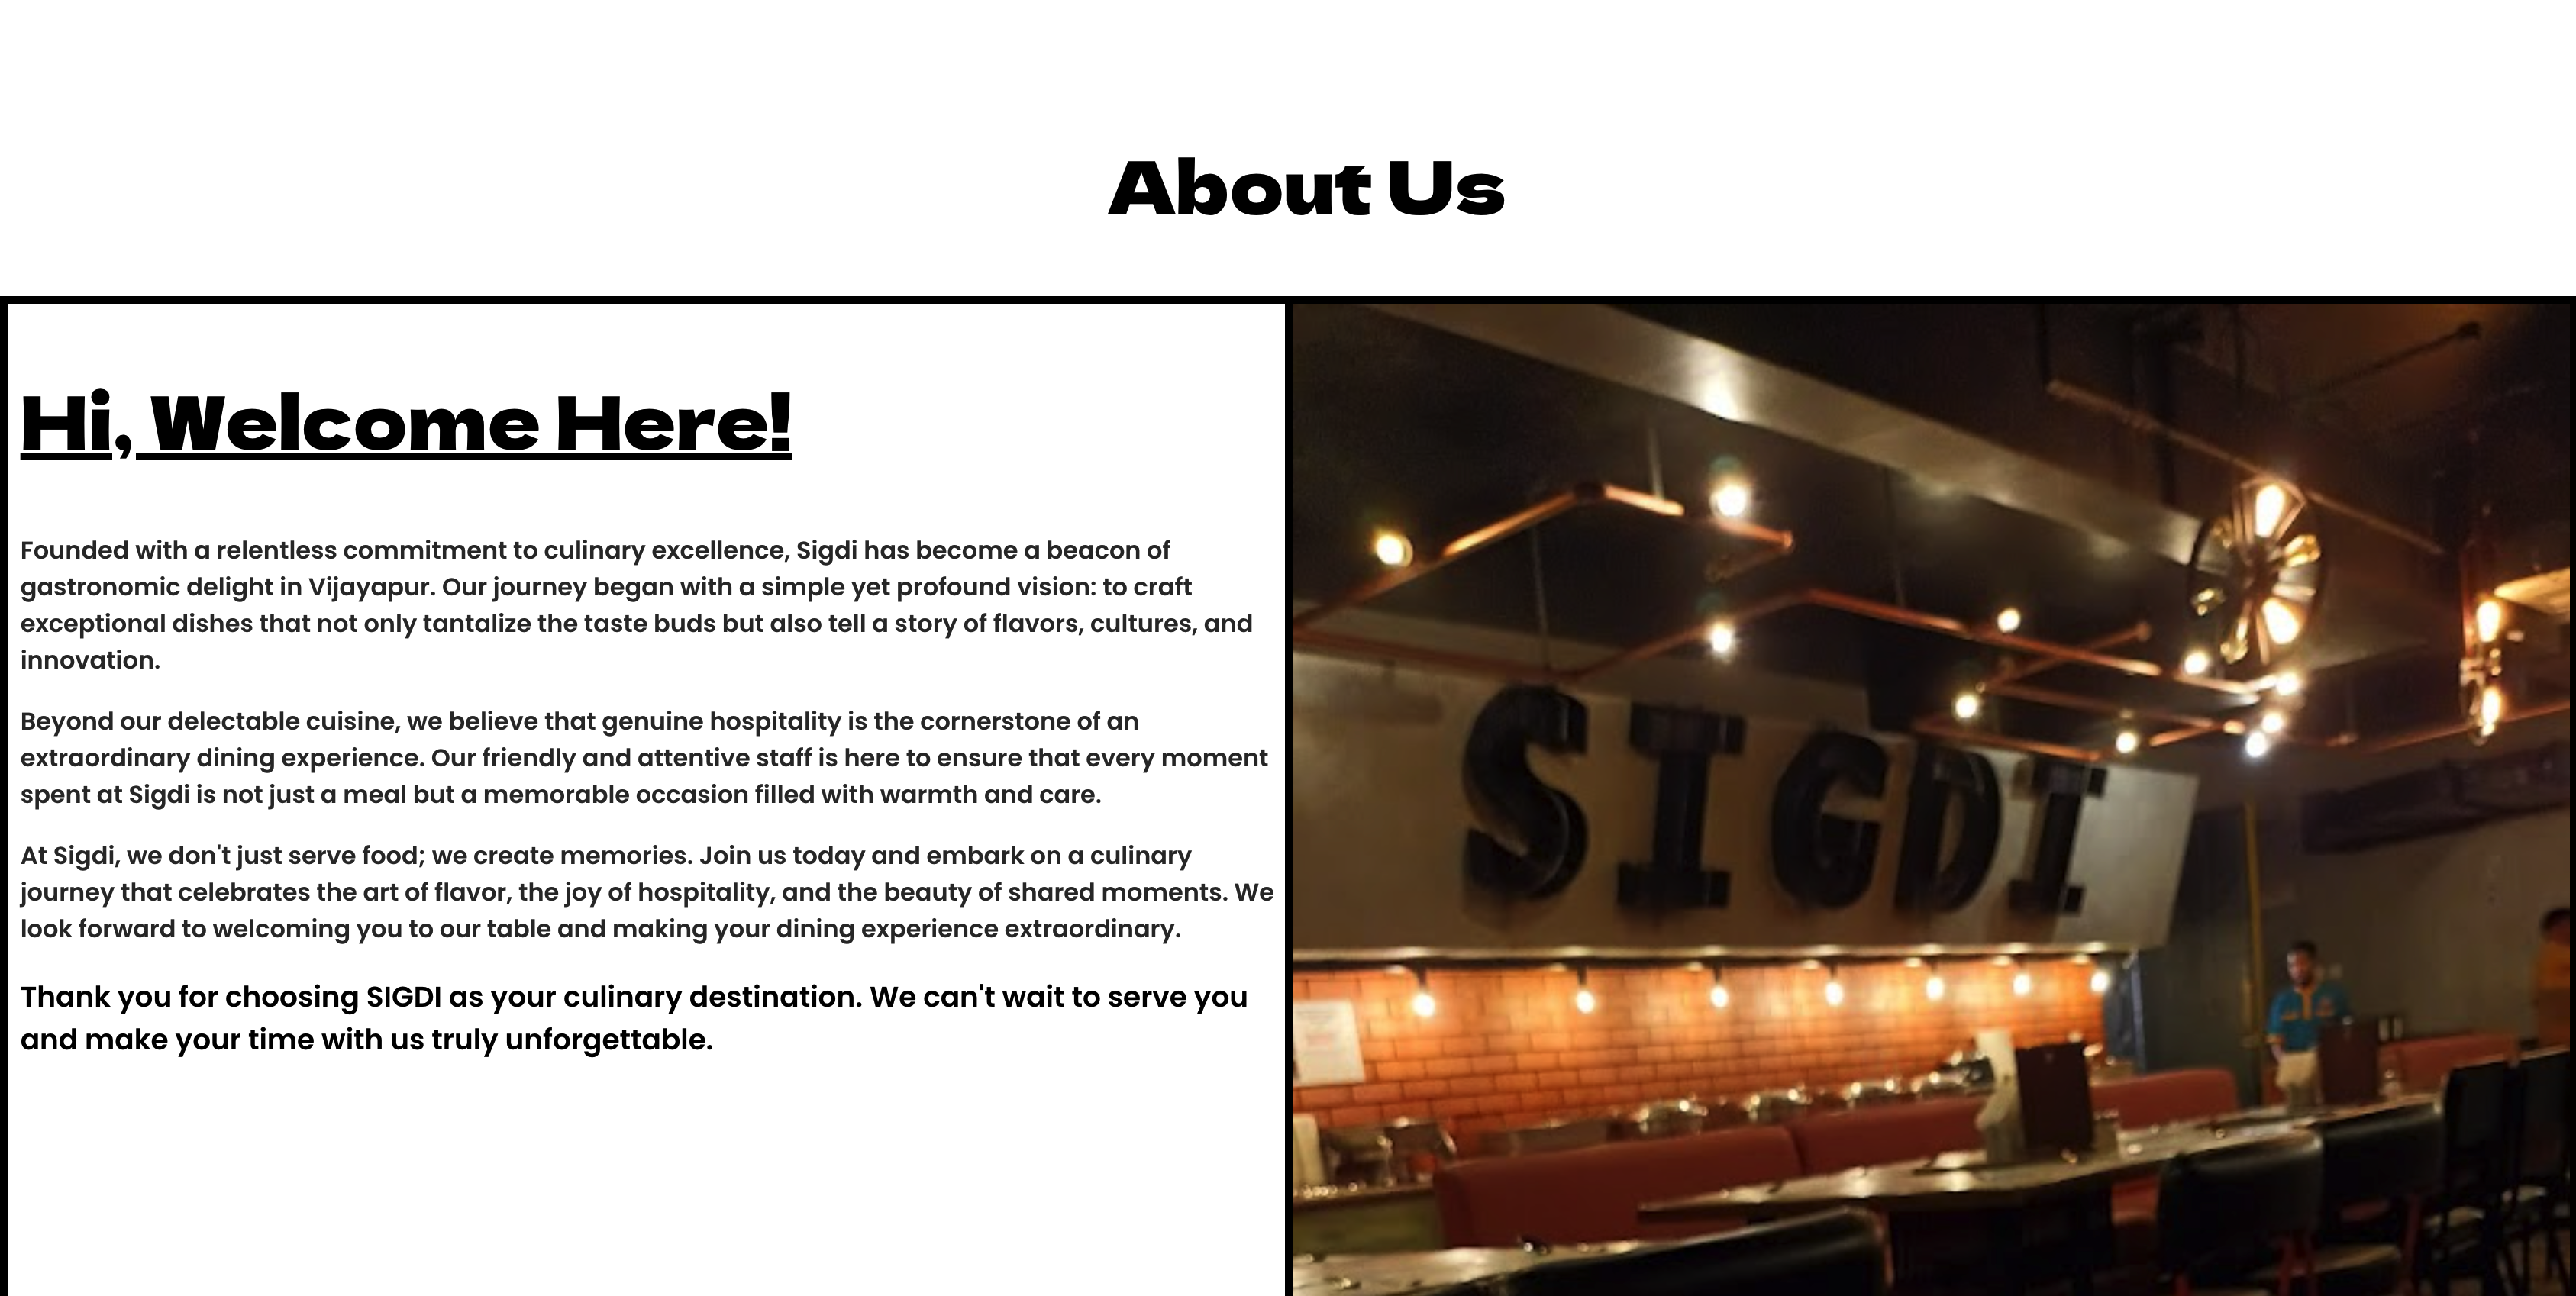 About Us
Hi, Welcome Here!
Founded with a relentless commitment to culinary excellence, Sigdi has become a beacon of
gastronomic delight in Vijayapur. Our journey began with a simple yet profound vision: to craft
exceptional dishes that not only tantalize the taste buds but also tell a story of flavors, cultures, and
innovation.
Beyond our delectable cuisine, we believe that genuine hospitality is the cornerstone of an
extraordinary dining experience. Our friendly and attentive staff is here to ensure that every moment
spent at Sigdi is not just a meal but a memorable occasion filled with warmth and care.
At Sigdi, we don't just serve food; we create memories. Join us today and embark on a culinary
journey that celebrates the art of flavor, the joy of hospitality, and the beauty of shared moments. We
look forward to welcoming you to our table and making your dining experience extraordinary.
Thank you for choosing SIGDI as your culinary destination. We can't wait to serve you
and make your time with us truly unforgettable.
SIGDI